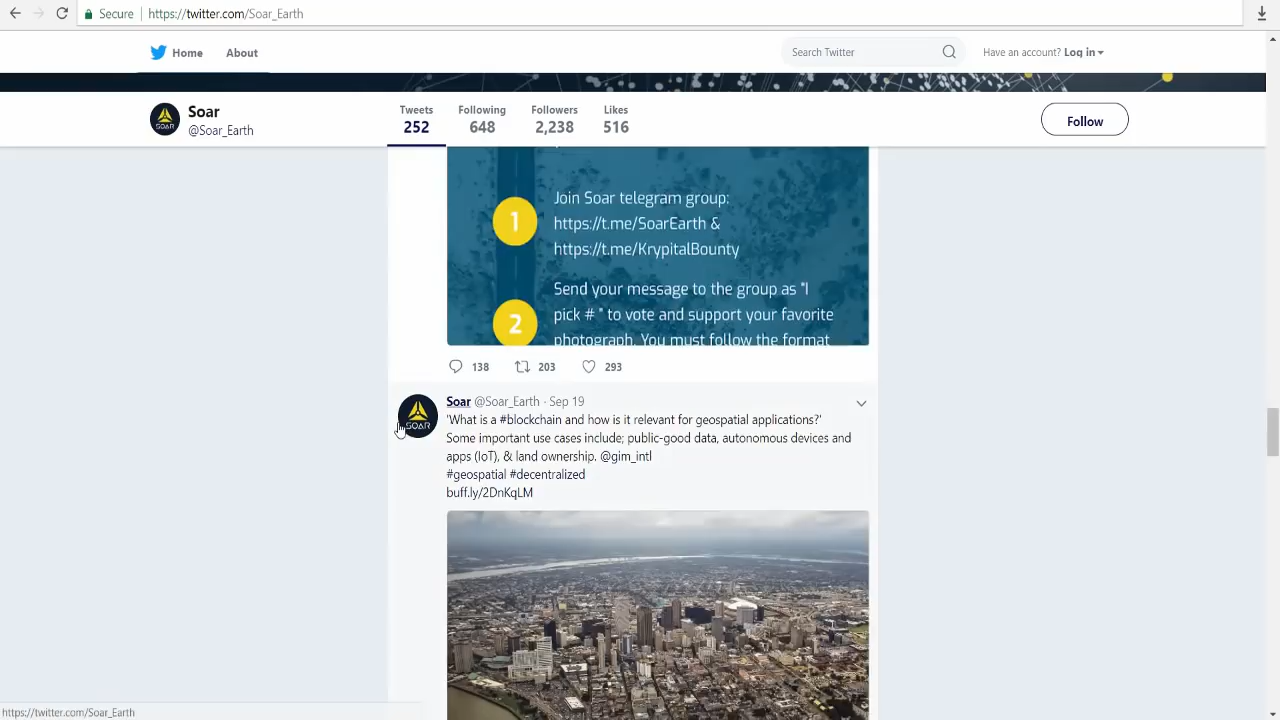 Secure
https://twitter.com/Soar_Earth
Home
About
Search Twitter
Have an account? Log in
Soar
@Soar_Earth
Tweets
252
Following
648
Followers
2,238
Likes
516
Follow
1
Join Soar telegram group:
https://t.me/SoarEarth &
https://t.me/KrypitalBounty
2
Send your message to the group as "I
pick # " to vote and support your favorite
photograph. You must follow the format
138
203
293
SOAR
Soar @Soar_Earth · Sep 19
'What is a #blockchain and how is it relevant for geospatial applications?'
Some important use cases include; public-good data, autonomous devices and
apps (IoT), & land ownership. @gim_intl
#geospatial #decentralized
buff.ly/2DnKqLM
https://twitter.com/Soar_Earth